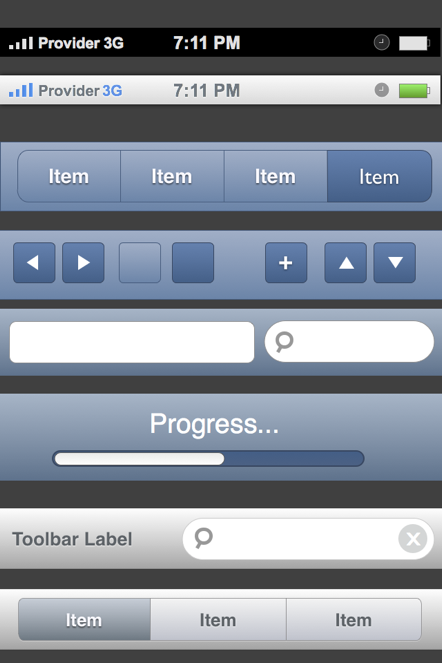 Provider 3G 7:11 PM
Provider 3G 7:11 PM
Item Item Item Item
Progress...
Toolbar Label
Item Item Item